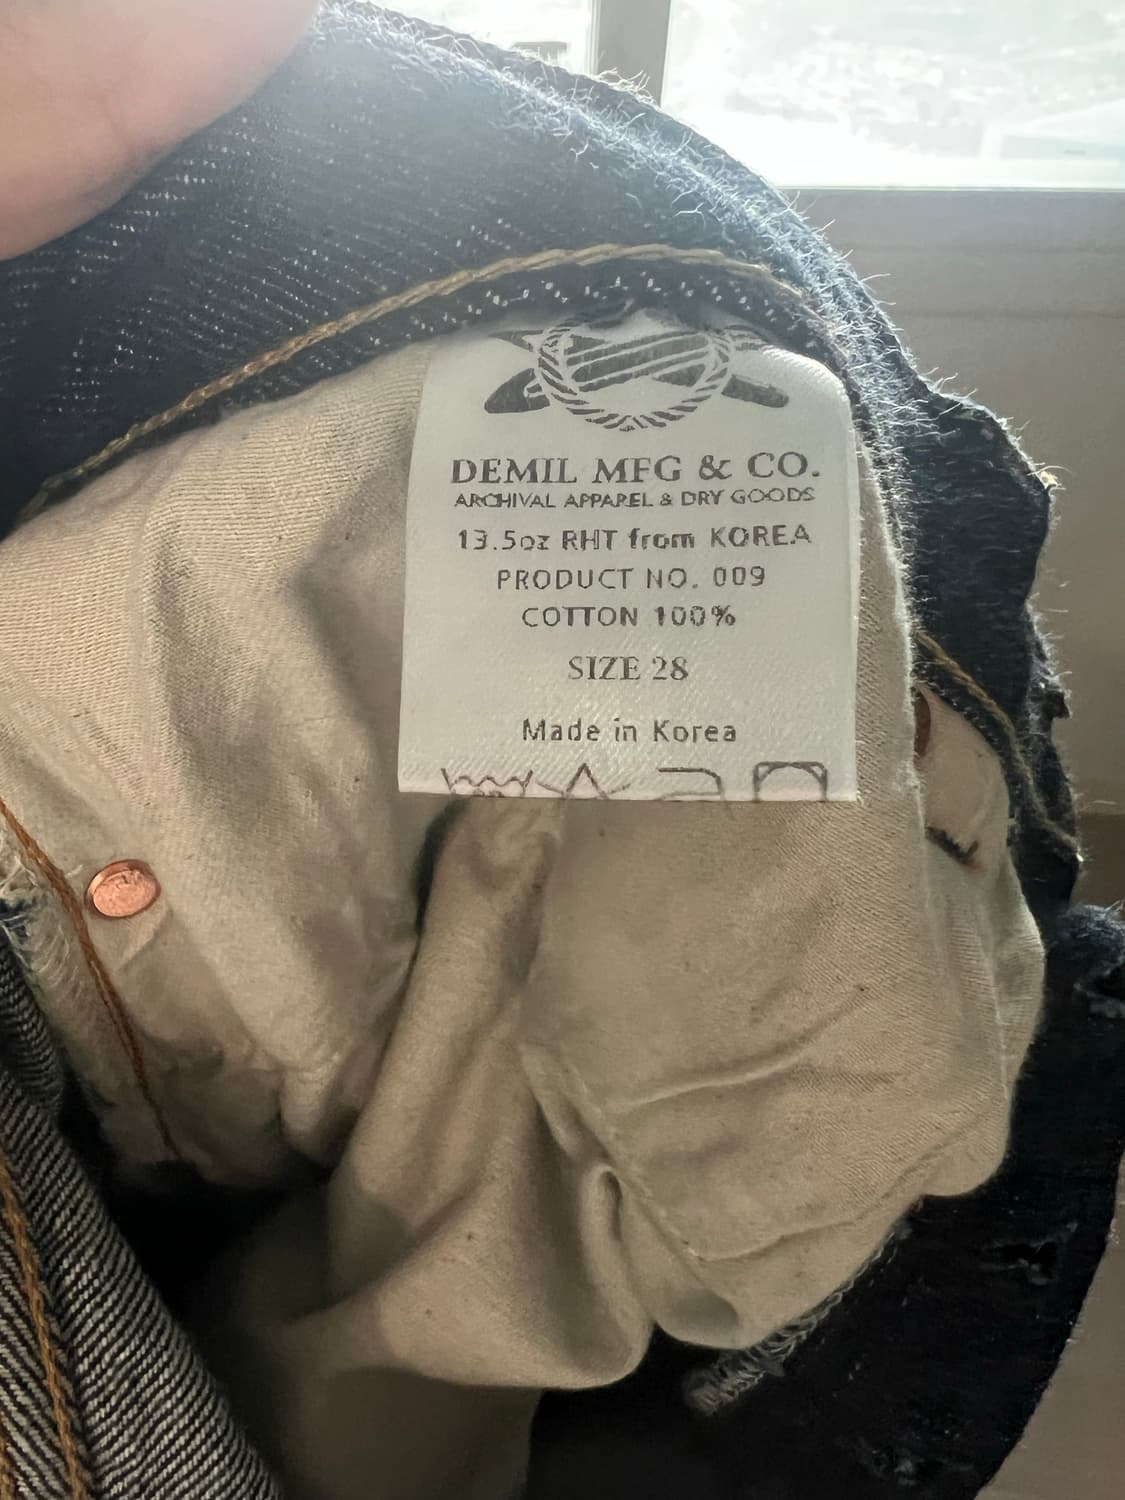 DEMIL MFG & CO.
ARCHIVAL APPAREL & DRY GOODS
13.5oz RHT from KOREA
PRODUCT NO. 009
COTTON 100%
SIZE 28
Made in Korea